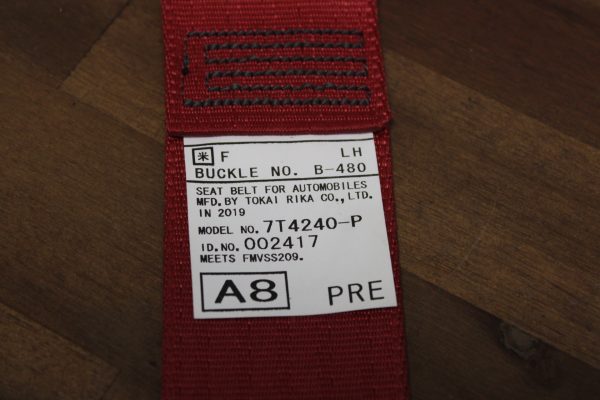 米 F LH
BUCKLE NO. B-480
SEAT BELT FOR AUTOMOBILES
MFD. BY TOKAI RIKA CO., LTD.
IN 2019
MODEL NO. 7T4240-P
ID.NO. 002417
MEETS FMVSS209.
A8 PRE